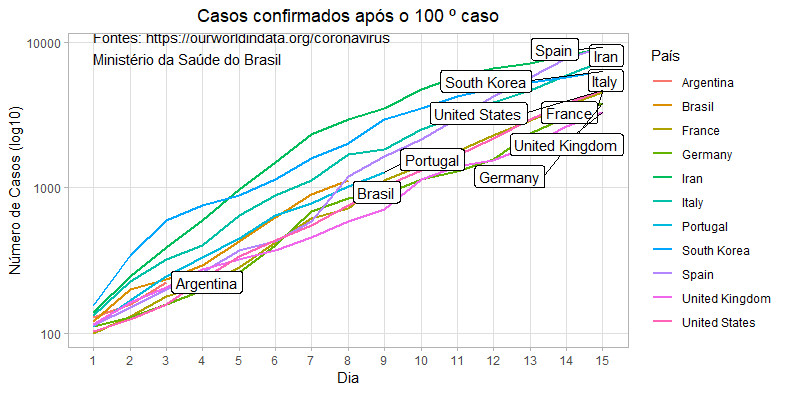 Casos confirmados após o 100 º caso
Fontes: https://ourworldindata.org/coronavirus
Ministério da Saúde do Brasil
Número de Casos (log10)
10000
1000
100
Spain
Iran
South Korea
Italy
United States
France
United Kingdom
Portugal
Germany
Brasil
Argentina
1 2 3 4 5 6 7 8 9 10 11 12 13 14 15
Dia
País
Argentina
Brasil
France
Germany
Iran
Italy
Portugal
South Korea
Spain
United Kingdom
United States